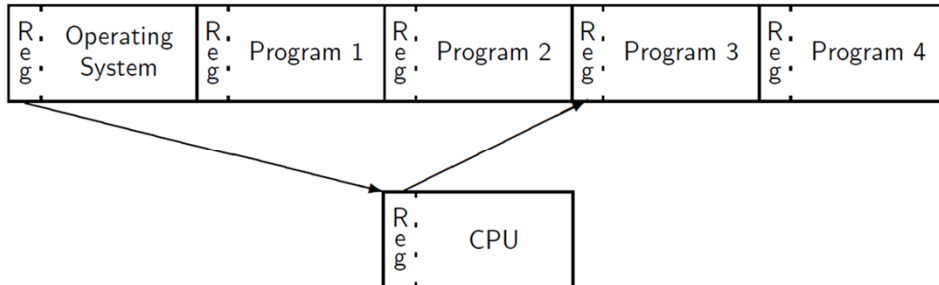 Reg Operating System
Reg Program 1
Reg Program 2
Reg Program 3
Reg Program 4
Reg CPU